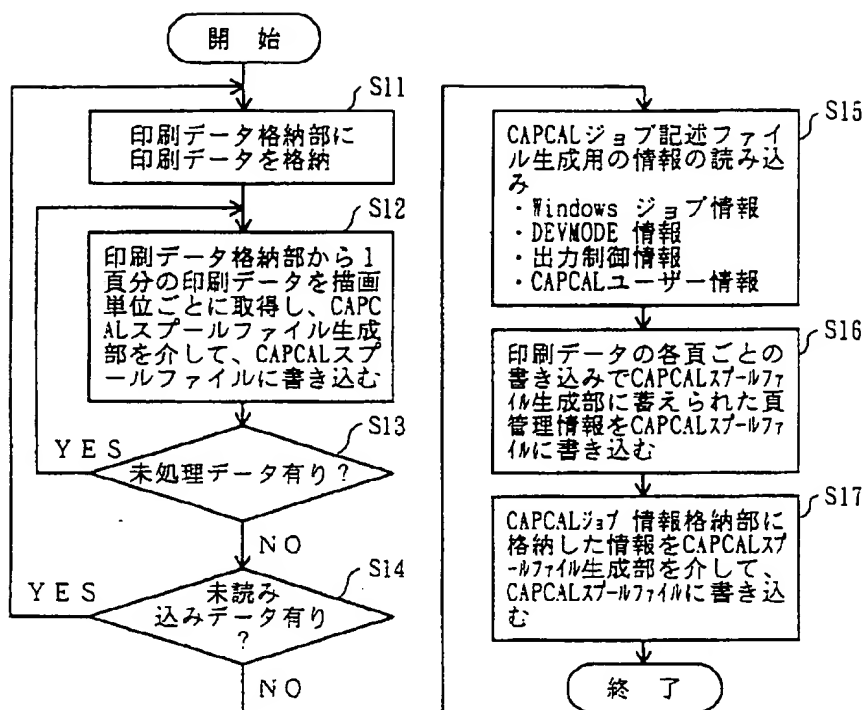 開 始
S11
印刷データ格納部に
印刷データを格納
S12
印刷データ格納部から1
頁分の印刷データを描画
単位ごとに取得し、CAPC
ALスプールファイル生成
部を介して、CAPCALスプ
ールファイルに書き込む
S13
YES
未処理データ有り?
NO
S14
YES
未読み
込みデータ有り
?
NO
S15
CAPCALジョブ記述ファイ
ル生成用の情報の読み込
み
・Windows ジョブ情報
・DEVMODE 情報
・出力制御情報
・CAPCALユーザー情報
S16
印刷データの各頁ごとの
書き込みでCAPCALスプールファ
イル生成部に蓄えられた頁
管理情報をCAPCALスプールファ
イルに書き込む
S17
CAPCALジョブ 情報格納部に
格納した情報をCAPCALスプ
ールファイル生成部を介して、
CAPCALスプールファイルに書き込
む
終 了